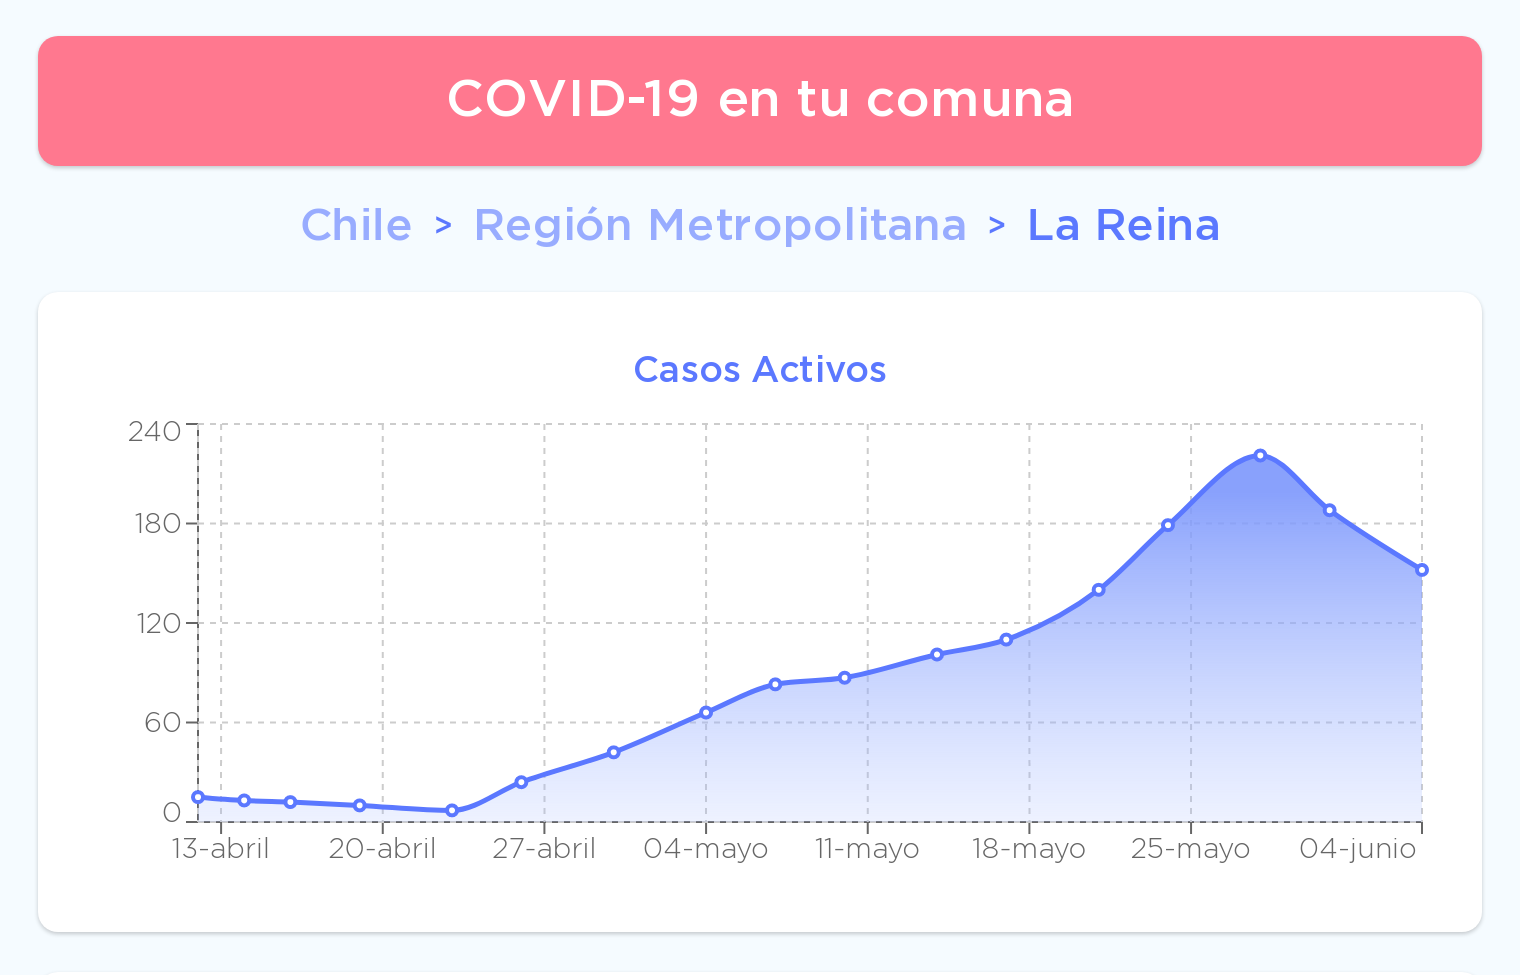 COVID-19 en tu comuna
Chile > Región Metropolitana > La Reina
Casos Activos
240
180
120
60
0
13-abril 20-abril 27-abril 04-mayo 11-mayo 18-mayo 25-mayo 04-junio